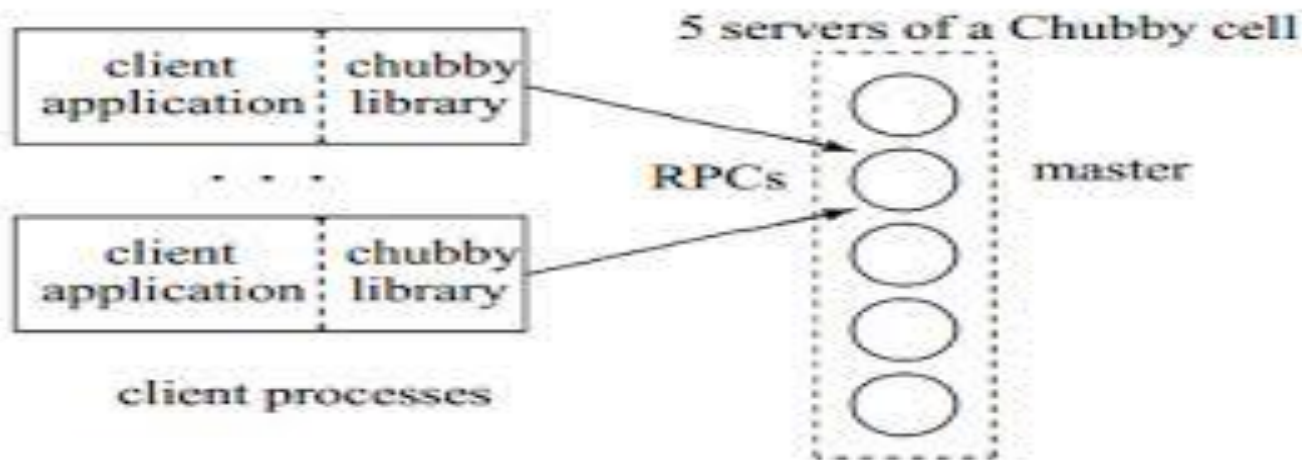 5 servers of a Chubby cell
client application
chubby library
. . .
RPCs
master
client application
chubby library
client processes